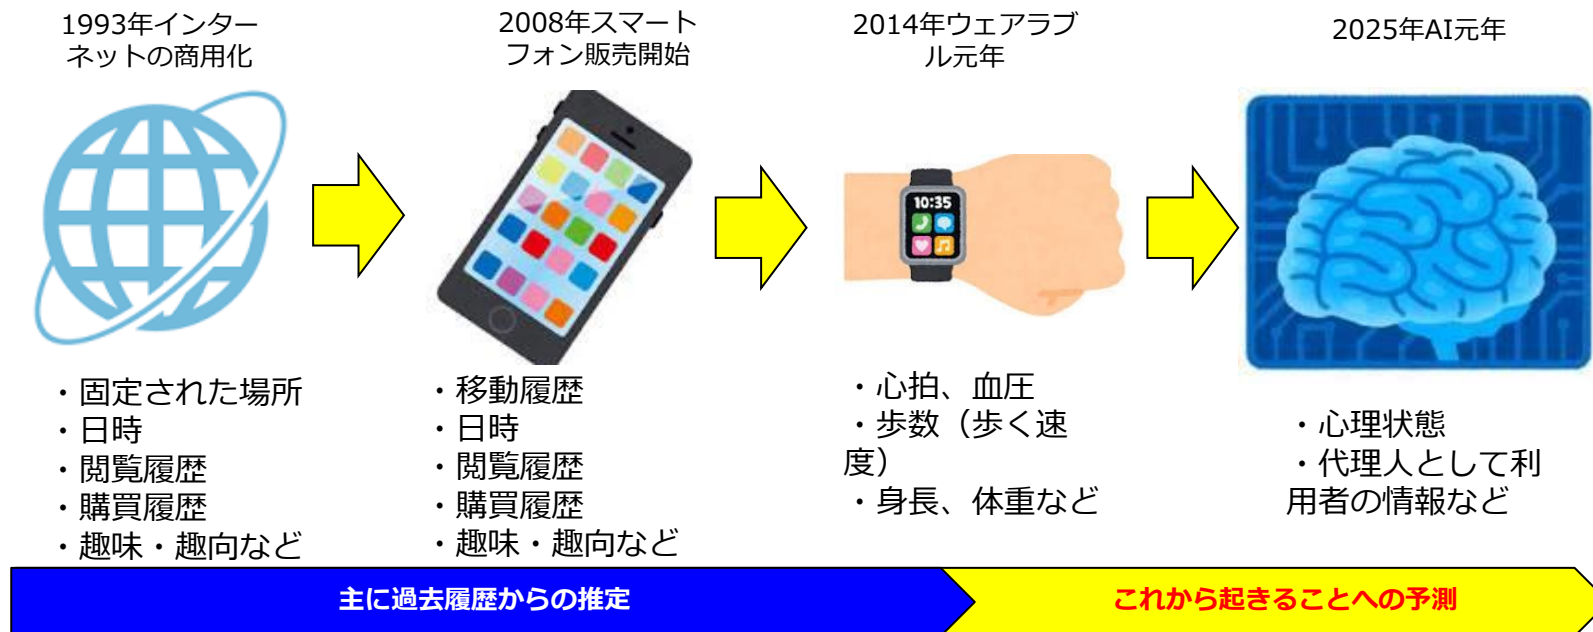 1993年インター
ネットの商用化
2008年スマート
フォン販売開始
2014年ウェアラブ
ル元年
2025年AI元年
10:35
・固定された場所
・日時
・閲覧履歴
・購買履歴
・趣味・趣向など
・移動履歴
・日時
・閲覧履歴
・購買履歴
・趣味・趣向など
・心拍、血圧
・歩数（歩く速
度）
・身長、体重など
・心理状態
・代理人として利
用者の情報など
主に過去履歴からの推定
これから起きることへの予測